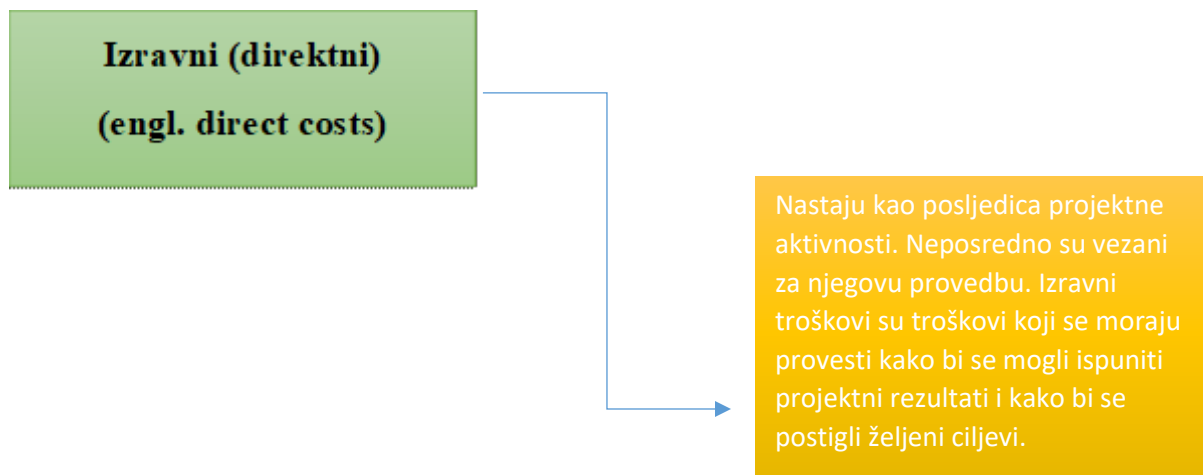 Izravni (direktni)
(engl. direct costs)
Nastaju kao posljedica projektne
aktivnosti. Neposredno su vezani
za njegovu provedbu. Izravni
troškovi su troškovi koji se moraju
provesti kako bi se mogli ispuniti
projektni rezultati i kako bi se
postigli željeni ciljevi.